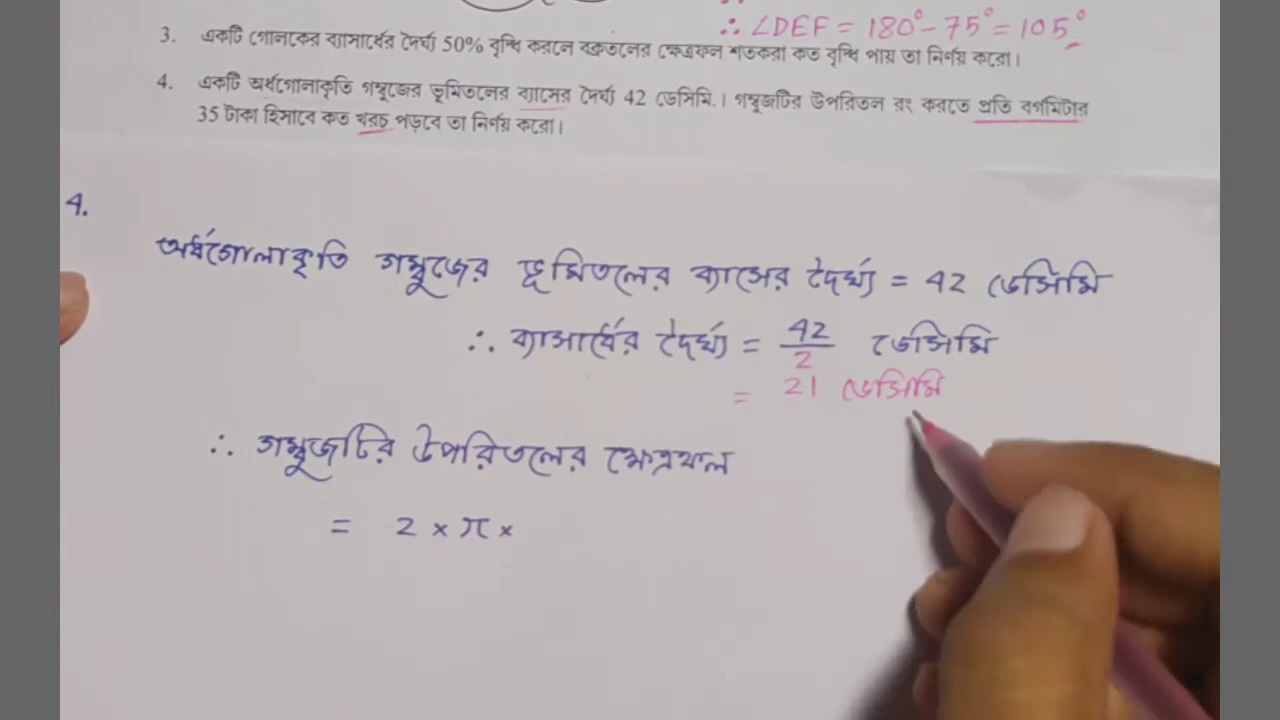 ∴ ∠DEF = 180° - 75° = 105°
3. একটি গোলকের ব্যাসার্ধের দৈর্ঘ্য 50% বৃদ্ধি করলে বক্রতলের ক্ষেত্রফল শতকরা কত বৃদ্ধি পায় তা নির্ণয় করো।
4. একটি অর্ধগোলাকৃতি গম্বুজের ভূমিতলের ব্যাসের দৈর্ঘ্য 42 ডেসিমি.। গম্বুজটির উপরিতল রং করতে প্রতি বর্গমিটার
35 টাকা হিসাবে কত খরচ পড়বে তা নির্ণয় করো।
4.
অর্ধগোলাকৃতি গম্বুজের ভূমিতলের ব্যাসের দৈর্ঘ্য = 42 ডেসিমি
∴ ব্যাসার্ধের দৈর্ঘ্য = 42/2 ডেসিমি
= 21 ডেসিমি
∴ গম্বুজটির উপরিতলের ক্ষেত্রফল
= 2 × π ×